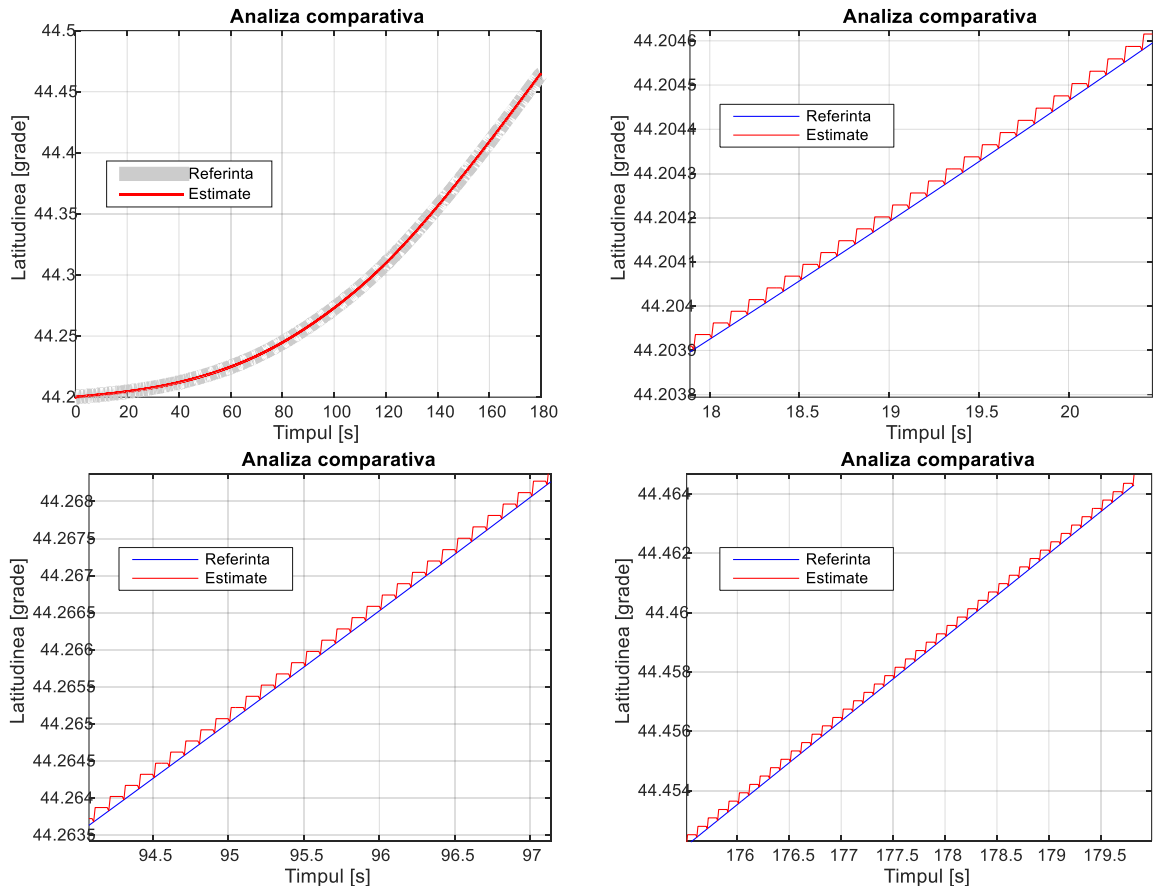 Analiza comparativa
44.5
44.45
44.4
44.35
44.3
44.25
44.2
Latitudinea [grade]
Referinta
Estimate
0 20 40 60 80 100 120 140 160 180
Timpul [s]
Analiza comparativa
44.2046
44.2045
44.2044
44.2043
44.2042
44.2041
44.204
44.2039
44.2038
Latitudinea [grade]
Referinta
Estimate
18 18.5 19 19.5 20
Timpul [s]
Analiza comparativa
44.268
44.2675
44.267
44.2665
44.266
44.2655
44.265
44.2645
44.264
44.2635
Latitudinea [grade]
Referinta
Estimate
94.5 95 95.5 96 96.5 97
Timpul [s]
Analiza comparativa
44.464
44.462
44.46
44.458
44.456
44.454
Latitudinea [grade]
Referinta
Estimate
176 176.5 177 177.5 178 178.5 179 179.5
Timpul [s]